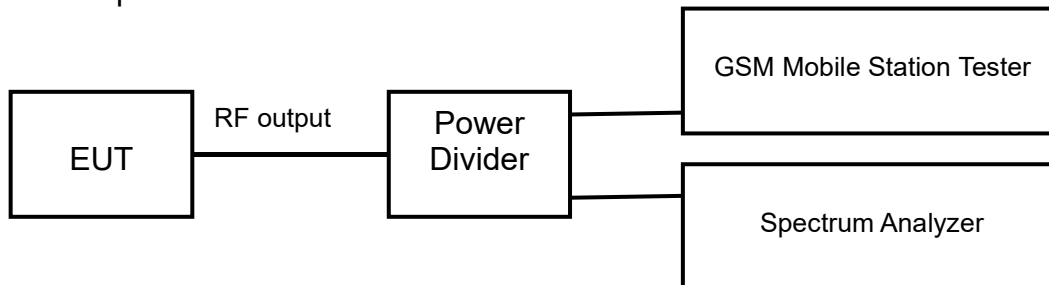 GSM Mobile Station Tester
RF output
Power
Divider
EUT
Spectrum Analyzer